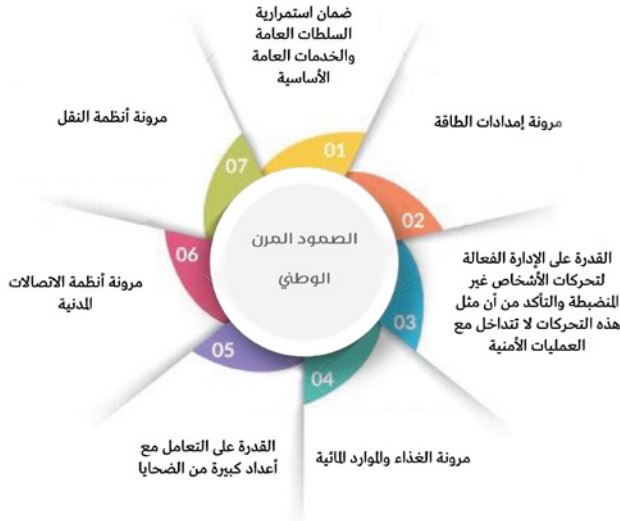 ضمان استمرارية
السلطات العامة
والخدمات العامة
الأساسية
01
مرونة إمدادات الطاقة
02
القدرة على الإدارة الفعالة
لتحركات الأشخاص غير
المنضبطة والتأكد من أن مثل
هذه التحركات لا تتداخل مع
العمليات الأمنية
03
مرونة الغذاء والموارد المائية
04
القدرة على التعامل مع
أعداد كبيرة من الضحايا
05
مرونة أنظمة الاتصالات
المدنية
06
مرونة أنظمة النقل
07
الصمود المرن
الوطني